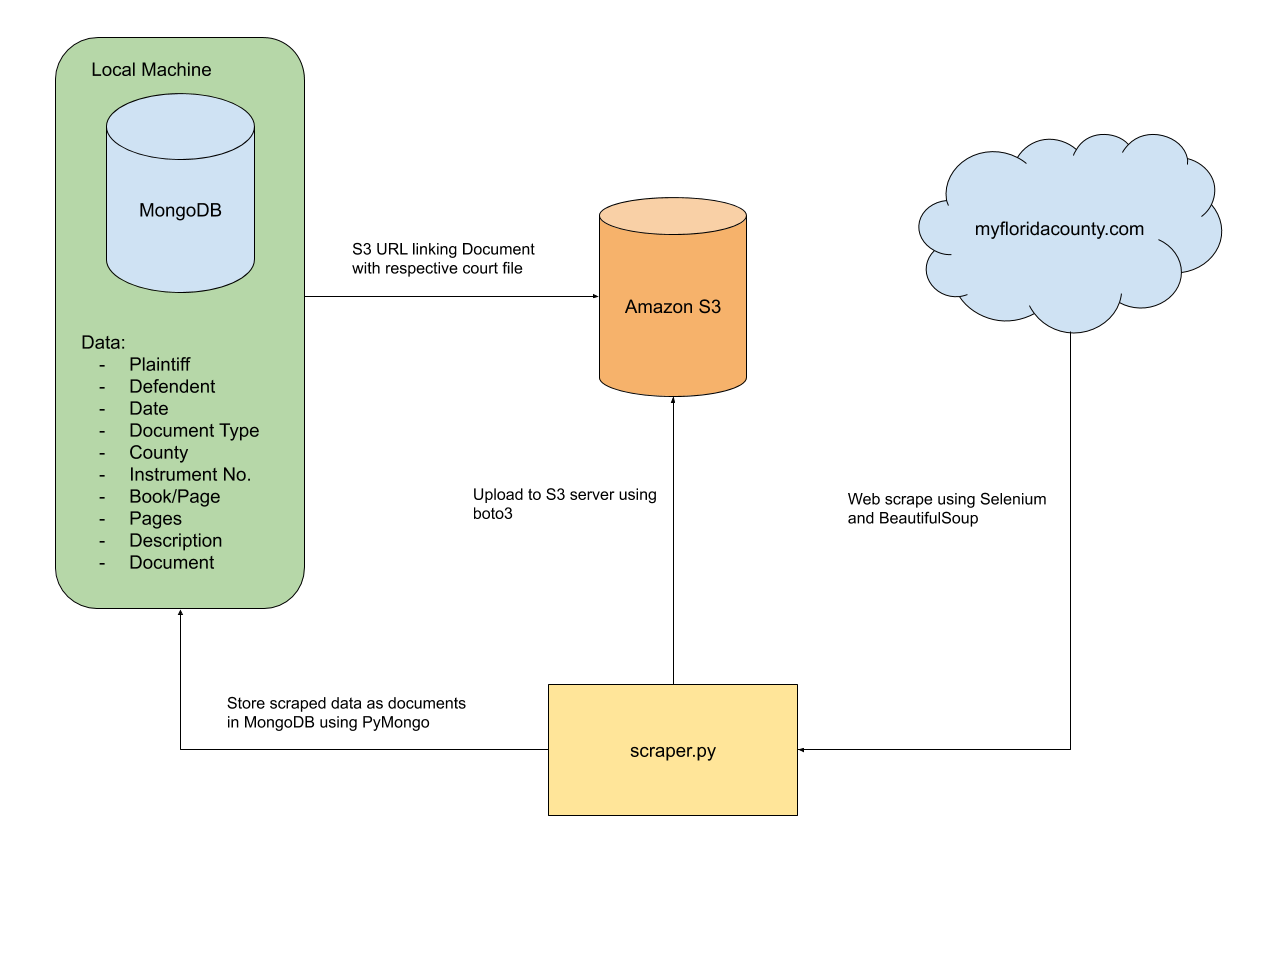 Local Machine
MongoDB
Data:
- Plaintiff
- Defendent
- Date
- Document Type
- County
- Instrument No.
- Book/Page
- Pages
- Description
- Document
S3 URL linking Document
with respective court file
Amazon S3
myfloridacounty.com
Upload to S3 server using
boto3
Web scrape using Selenium
and BeautifulSoup
Store scraped data as documents
in MongoDB using PyMongo
scraper.py